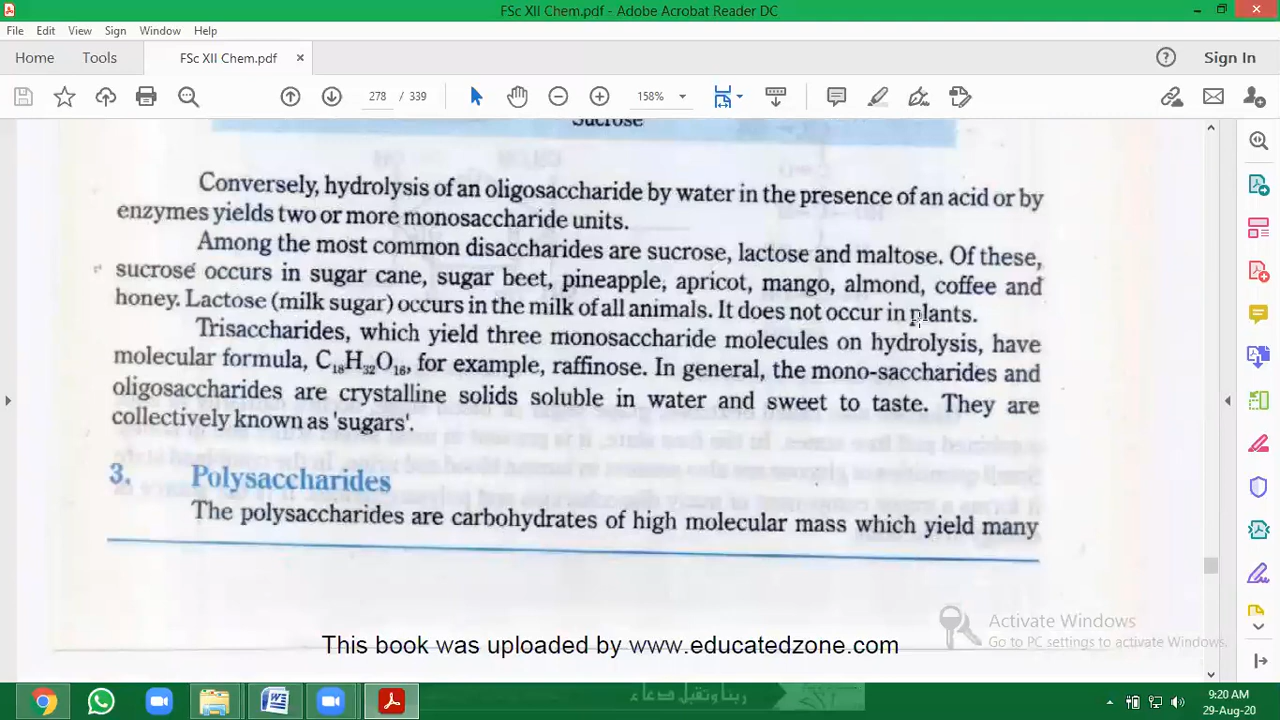 FSc XII Chem.pdf - Adobe Acrobat Reader DC
File Edit View Sign Window Help
Home Tools FSc XII Chem.pdf × Sign In
278 / 339 158%
Sucrose
Conversely, hydrolysis of an oligosaccharide by water in the presence of an acid or by
enzymes yields two or more monosaccharide units.
Among the most common disaccharides are sucrose, lactose and maltose. Of these,
sucrose occurs in sugar cane, sugar beet, pineapple, apricot, mango, almond, coffee and
honey. Lactose (milk sugar) occurs in the milk of all animals. It does not occur in plants.
Trisaccharides, which yield three monosaccharide molecules on hydrolysis, have
molecular formula, C₁₈H₃₂O₁₆, for example, raffinose. In general, the mono-saccharides and
oligosaccharides are crystalline solids soluble in water and sweet to taste. They are
collectively known as 'sugars'.
3. Polysaccharides
The polysaccharides are carbohydrates of high molecular mass which yield many
Activate Windows
Go to PC settings to activate Windows.
This book was uploaded by www.educatedzone.com
ربنا وتقبل دعاء
9:20 AM
29-Aug-20